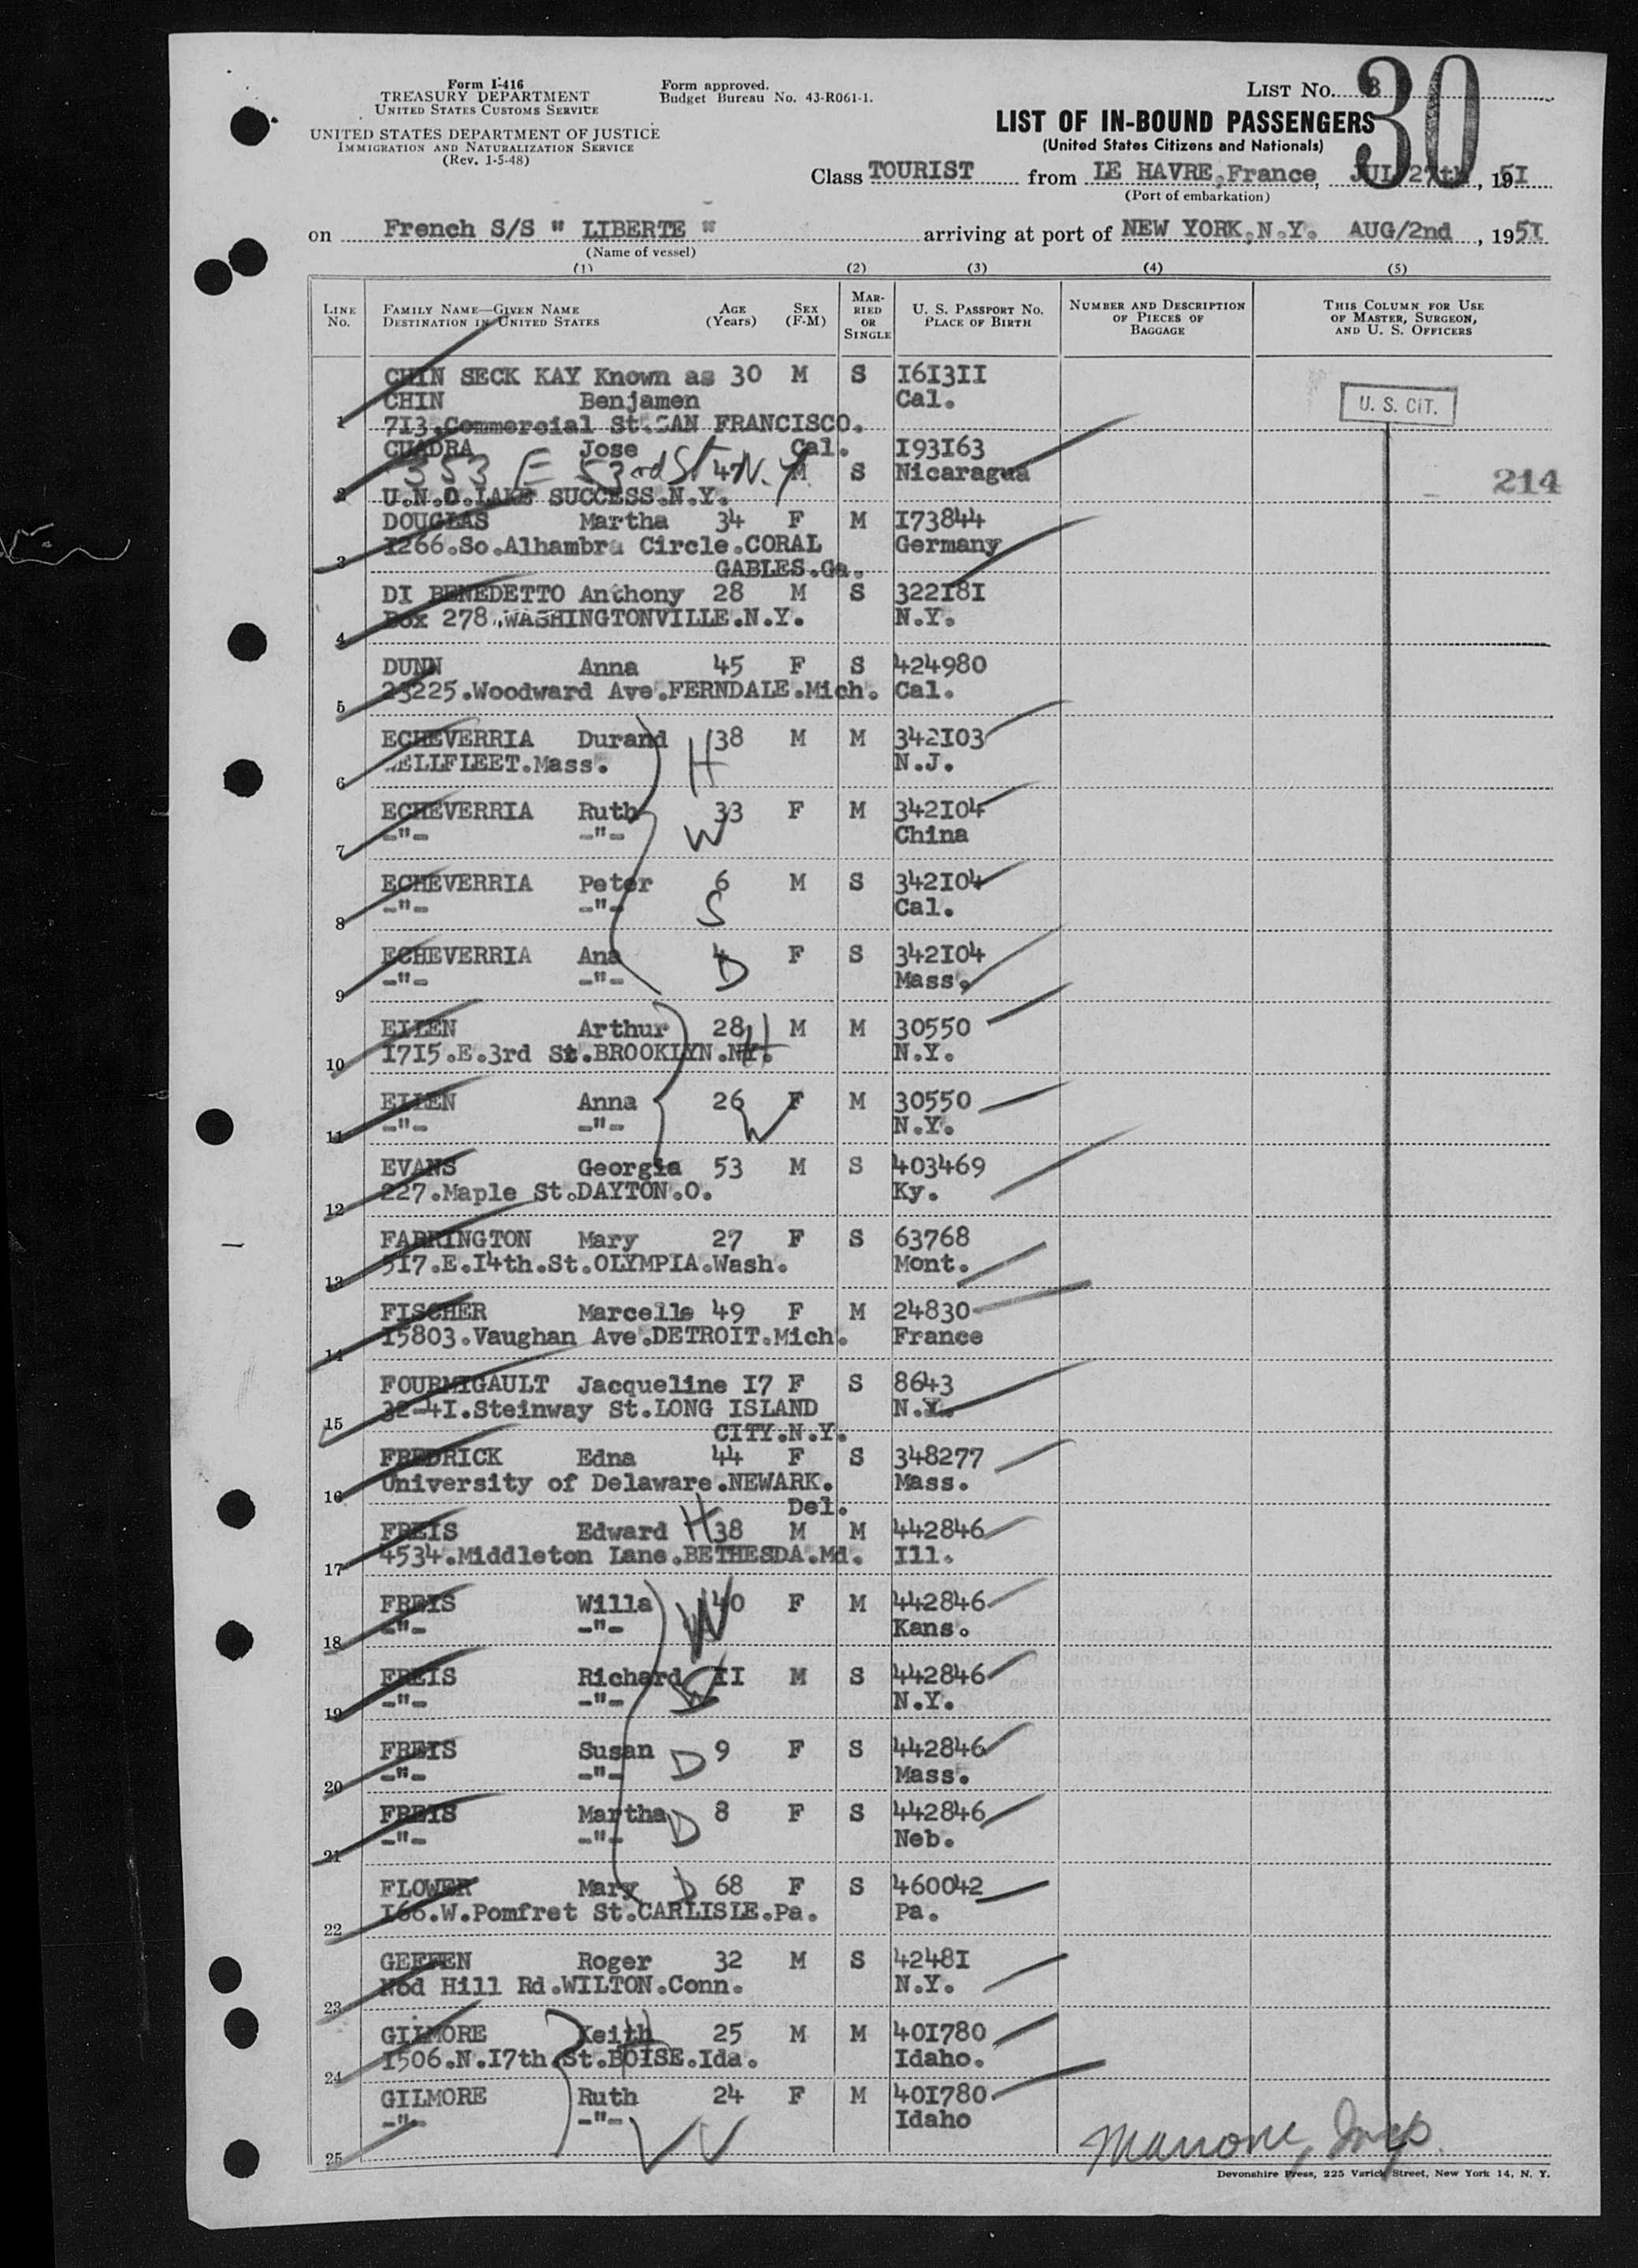 Form I-416
TREASURY DEPARTMENT
UNITED STATES CUSTOMS SERVICE
UNITED STATES DEPARTMENT OF JUSTICE
IMMIGRATION AND NATURALIZATION SERVICE
(Rev. 1-5-48)
Form approved.
Budget Bureau No. 43-R061-1.
LIST NO. 8
30
LIST OF IN-BOUND PASSENGERS
(United States Citizens and Nationals)
Class TOURIST from LE HAVRE,France, JUL/27th, 1951
(Port of embarkation)
on French S/S " LIBERTE " arriving at port of NEW YORK,N.Y. AUG/2nd, 1951
(Name of vessel)
(1) (2) (3) (4) (5)
LINE No. FAMILY NAME—GIVEN NAME DESTINATION IN UNITED STATES AGE (Years) SEX (F-M) MARRIED OR SINGLE U. S. PASSPORT NO. PLACE OF BIRTH NUMBER AND DESCRIPTION OF PIECES OF BAGGAGE THIS COLUMN FOR USE OF MASTER, SURGEON, AND U. S. OFFICERS
CHIN SECK KAY Known as 30 M S I6I3II
CHIN Benjamen Cal.
U. S. CIT.
1 7I3.Commercial St.SAN FRANCISCO.
CUADRA Jose Cal. I93I63
353 E 53rd St N.Y. 47 M S Nicaragua
2 U.N.O.LAKE SUCCESS.N.Y. 214
DOUGLAS Martha 34 F M I73844
I266.So.Alhambra Circle.CORAL Germany
3 GABLES.Ga.
DI BENEDETTO Anthony 28 M S 322I8I
4 Box 278.WASHINGTONVILLE.N.Y. N.Y.
DUNN Anna 45 F S 424980
5 23225.Woodward Ave.FERNDALE.Mich. Cal.
ECHEVERRIA Durand H 38 M M 342I03
6 WELLFLEET.Mass. N.J.
ECHEVERRIA Ruth 33 F M 342I04
7 -"- -"- W China
ECHEVERRIA Peter 6 M S 342I04
8 -"- -"- S Cal.
ECHEVERRIA Ana 4 F S 342I04
9 -"- -"- D Mass.
EILEN Arthur 28 H M M 30550
10 I7I5.E.3rd St.BROOKLYN.NY. N.Y.
EILEN Anna 26 F M 30550
11 -"- -"- W N.Y.
EVANS Georgia 53 M S 403469
12 227.Maple St.DAYTON.O. Ky.
FARRINGTON Mary 27 F S 63768
13 5I7.E.I4th.St.OLYMPIA.Wash. Mont.
FISCHER Marcelle 49 F M 24830
14 I5803.Vaughan Ave.DETROIT.Mich. France
FOURMIGAULT Jacqueline I7 F S 8643
15 32-4I.Steinway St.LONG ISLAND N.Y.
CITY.N.Y.
FREDRICK Edna 44 F S 348277
16 University of Delaware.NEWARK. Mass.
Del.
FREIS Edward H 38 M M 442846
17 4534.Middleton Lane.BETHESDA.Md. Ill.
FREIS Willa W 40 F M 442846
18 -"- -"- Kans.
FREIS Richard II M S 442846
19 -"- -"- N.Y.
FREIS Susan D 9 F S 442846
20 -"- -"- Mass.
FREIS Martha D 8 F S 442846
21 -"- -"- Neb.
FLOWER Mary D 68 F S 460042
22 I66.W.Pomfret St.CARLISLE.Pa. Pa.
GEFFEN Roger 32 M S 4248I
23 Nod Hill Rd.WILTON.Conn. N.Y.
GILMORE Keith H 25 M M 40I780
24 I506.N.I7th St.BOISE.Ida. Idaho.
GILMORE Ruth 24 F M 40I780
-"- -"- Idaho
25 W Manone, Insp.
Devonshire Press, 225 Varick Street, New York 14, N. Y.